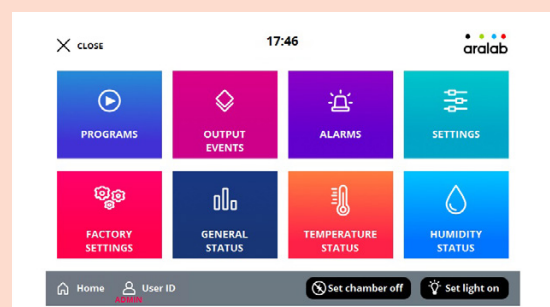 CLOSE
17:46
aralab
PROGRAMS
OUTPUT
EVENTS
ALARMS
SETTINGS
FACTORY
SETTINGS
GENERAL
STATUS
TEMPERATURE
STATUS
HUMIDITY
STATUS
Home
User ID
ADMIN
Set chamber off
Set light on